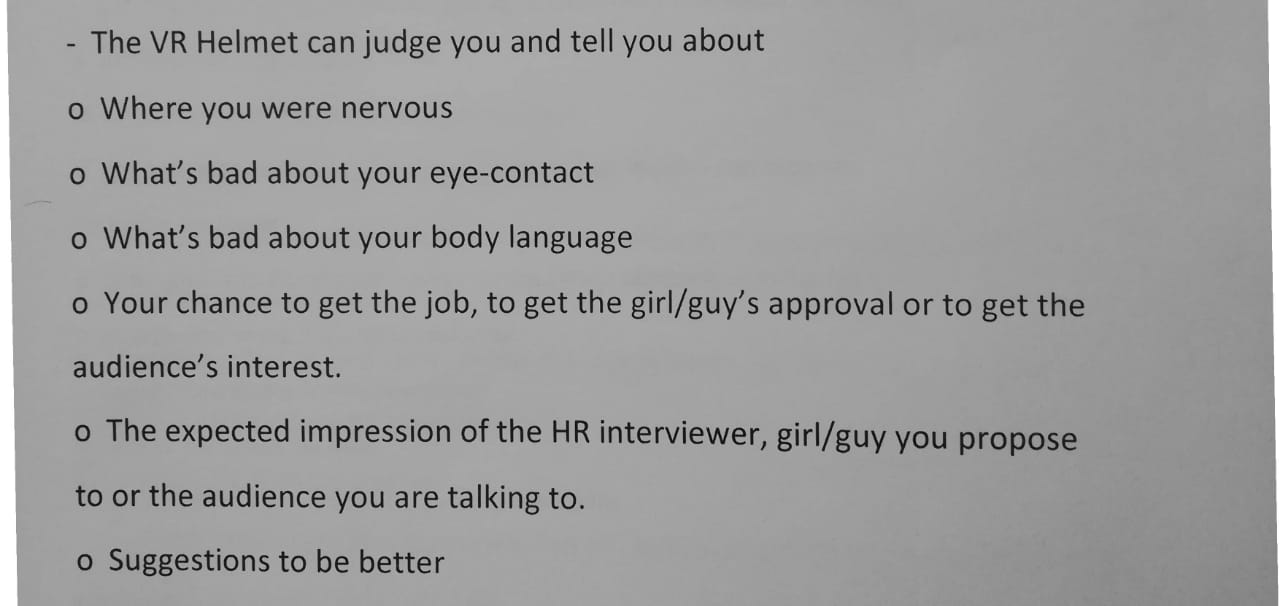 - The VR Helmet can judge you and tell you about
o Where you were nervous
o What's bad about your eye-contact
o What's bad about your body language
o Your chance to get the job, to get the girl/guy's approval or to get the
audience's interest.
o The expected impression of the HR interviewer, girl/guy you propose
to or the audience you are talking to.
o Suggestions to be better